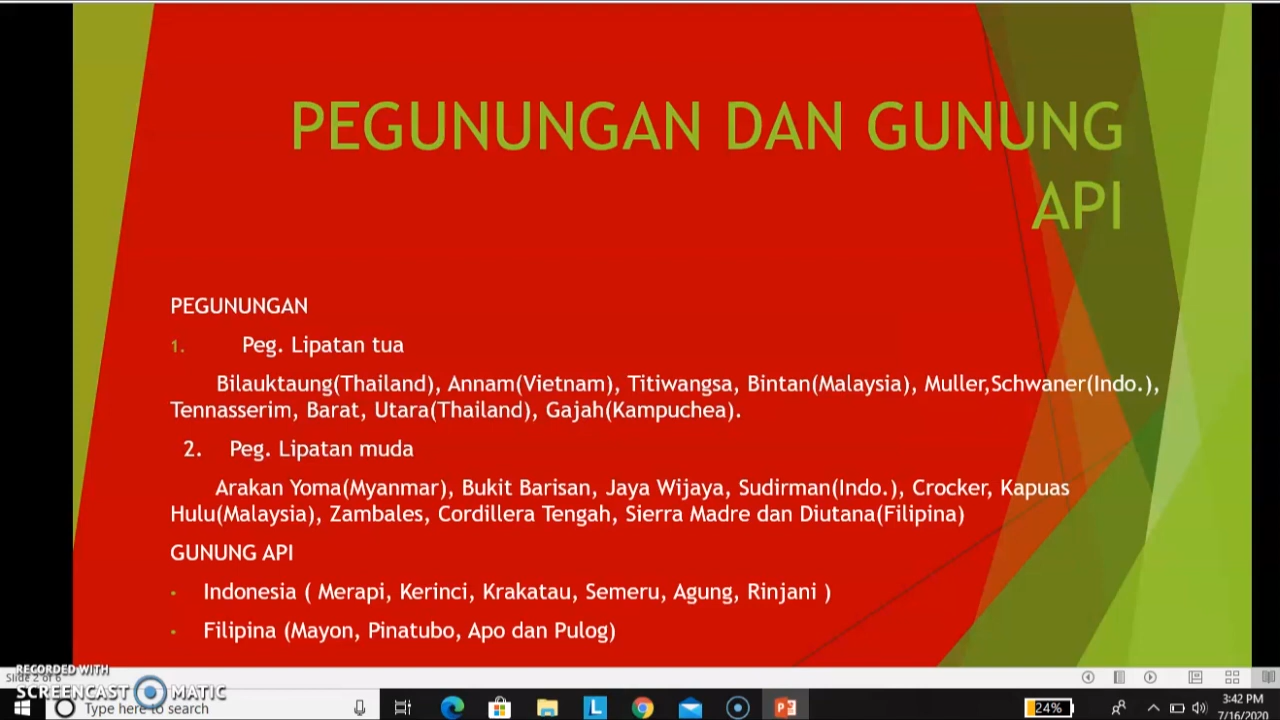 PEGUNUNGAN DAN GUNUNG
API
PEGUNUNGAN
1. Peg. Lipatan tua
Bilauktaung(Thailand), Annam(Vietnam), Titiwangsa, Bintan(Malaysia), Muller,Schwaner(Indo.),
Tennasserim, Barat, Utara(Thailand), Gajah(Kampuchea).
2. Peg. Lipatan muda
Arakan Yoma(Myanmar), Bukit Barisan, Jaya Wijaya, Sudirman(Indo.), Crocker, Kapuas
Hulu(Malaysia), Zambales, Cordillera Tengah, Sierra Madre dan Diutana(Filipina)
GUNUNG API
• Indonesia ( Merapi, Kerinci, Krakatau, Semeru, Agung, Rinjani )
• Filipina (Mayon, Pinatubo, Apo dan Pulog)
RECORDED WITH
Slide 2 of 6
SCREENCAST MATIC
Type here to search
24%
3:42 PM
7/16/2020